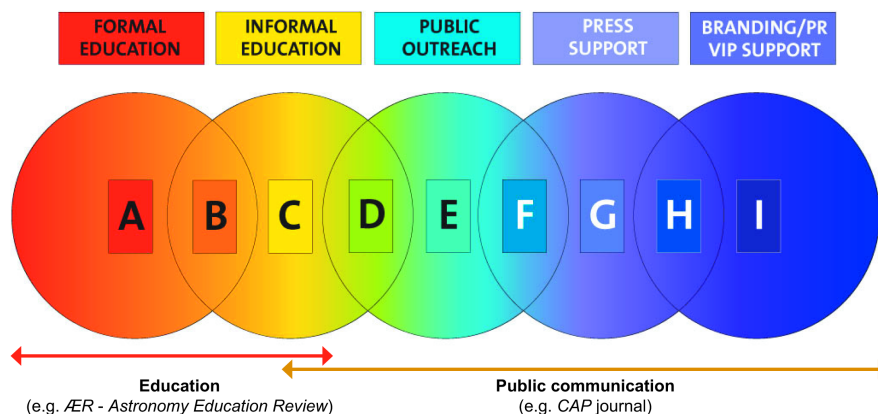 FORMAL
EDUCATION
INFORMAL
EDUCATION
PUBLIC
OUTREACH
PRESS
SUPPORT
BRANDING/PR
VIP SUPPORT
A
B
C
D
E
F
G
H
I
Education
(e.g. ÆR - Astronomy Education Review)
Public communication
(e.g. CAP journal)